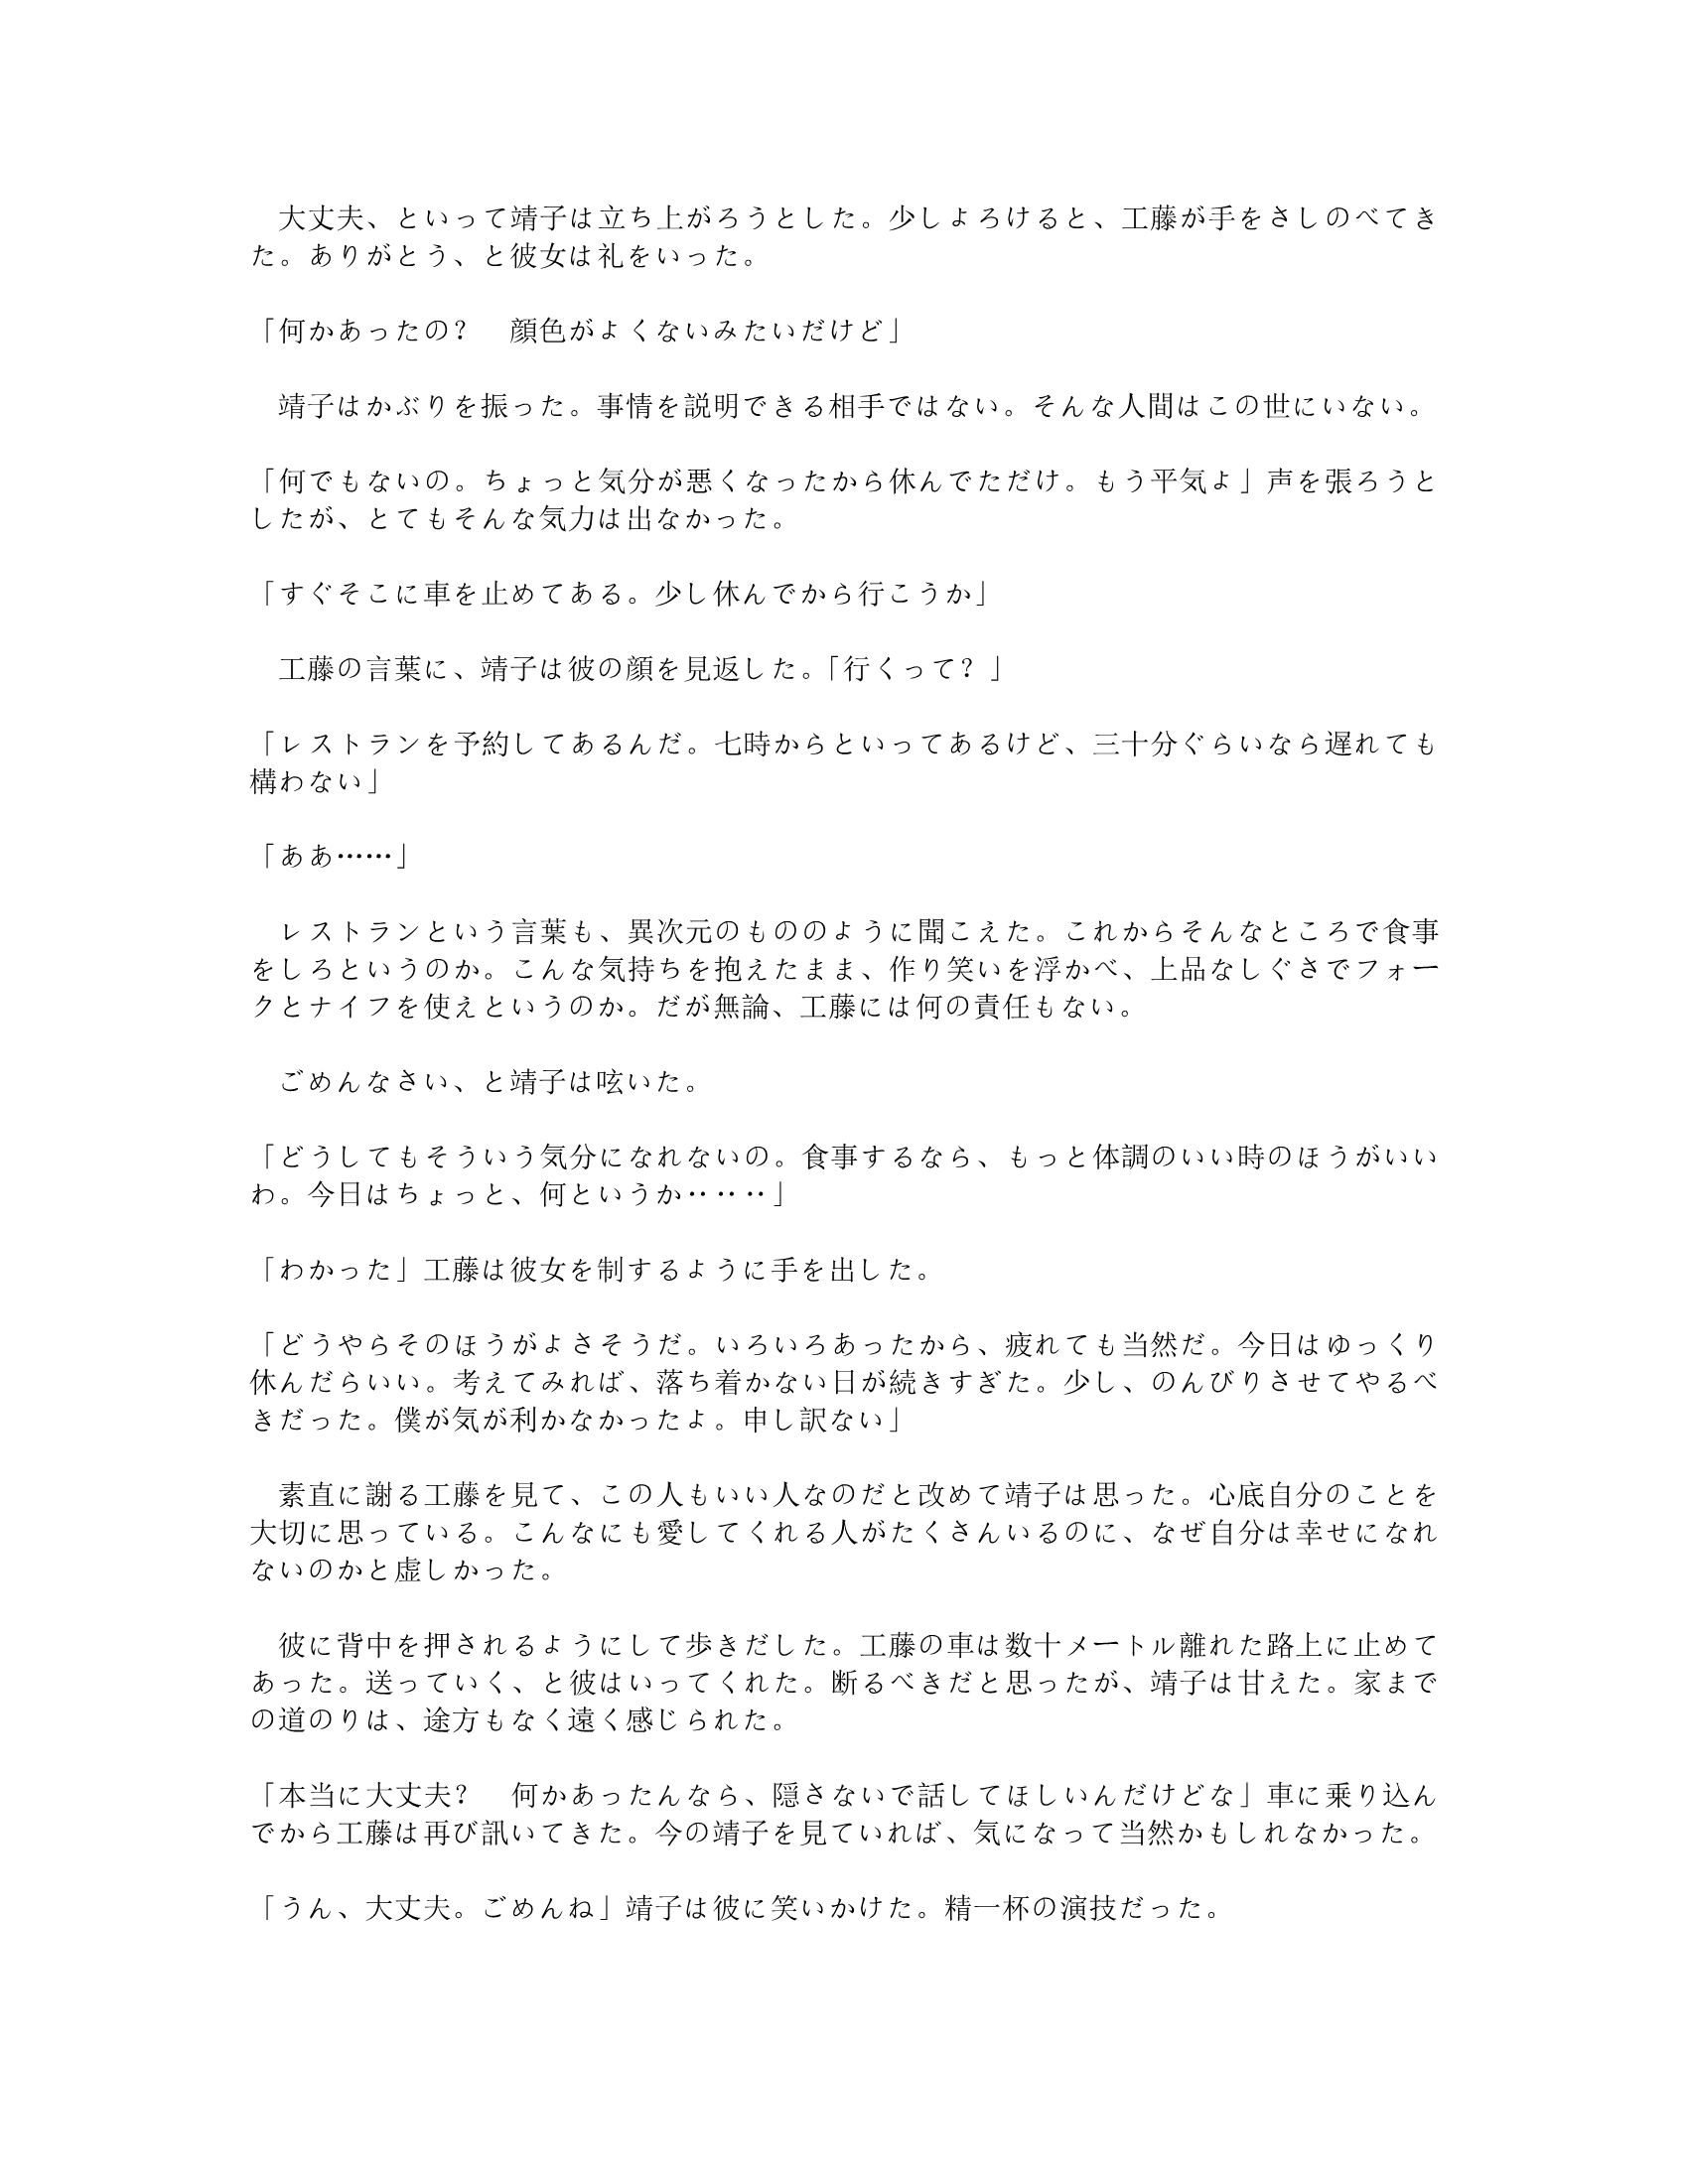 大丈夫、といって靖子は立ち上がろうとした。少しよろけると、工藤が手をさしのべてき
た。ありがとう、と彼女は礼をいった。
「何かあったの？　顔色がよくないみたいだけど」
　靖子はかぶりを振った。事情を説明できる相手ではない。そんな人間はこの世にいない。
「何でもないの。ちょっと気分が悪くなったから休んでただけ。もう平気よ」声を張ろうと
したが、とてもそんな気力は出なかった。
「すぐそこに車を止めてある。少し休んでから行こうか」
　工藤の言葉に、靖子は彼の顔を見返した。「行くって？」
「レストランを予約してあるんだ。七時からといってあるけど、三十分ぐらいなら遅れても
構わない」
「ああ……」
　レストランという言葉も、異次元のもののように聞こえた。これからそんなところで食事
をしろというのか。こんな気持ちを抱えたまま、作り笑いを浮かべ、上品なしぐさでフォー
クとナイフを使えというのか。だが無論、工藤には何の責任もない。
　ごめんなさい、と靖子は呟いた。
「どうしてもそういう気分になれないの。食事するなら、もっと体調のいい時のほうがいい
わ。今日はちょっと、何というか‥‥‥」
「わかった」工藤は彼女を制するように手を出した。
「どうやらそのほうがよさそうだ。いろいろあったから、疲れても当然だ。今日はゆっくり
休んだらいい。考えてみれば、落ち着かない日が続きすぎた。少し、のんびりさせてやるべ
きだった。僕が気が利かなかったよ。申し訳ない」
　素直に謝る工藤を見て、この人もいい人なのだと改めて靖子は思った。心底自分のことを
大切に思っている。こんなにも愛してくれる人がたくさんいるのに、なぜ自分は幸せになれ
ないのかと虚しかった。
　彼に背中を押されるようにして歩きだした。工藤の車は数十メートル離れた路上に止めて
あった。送っていく、と彼はいってくれた。断るべきだと思ったが、靖子は甘えた。家まで
の道のりは、途方もなく遠く感じられた。
「本当に大丈夫？　何かあったんなら、隠さないで話してほしいんだけどな」車に乗り込ん
でから工藤は再び訊いてきた。今の靖子を見ていれば、気になって当然かもしれなかった。
「うん、大丈夫。ごめんね」靖子は彼に笑いかけた。精一杯の演技だった。